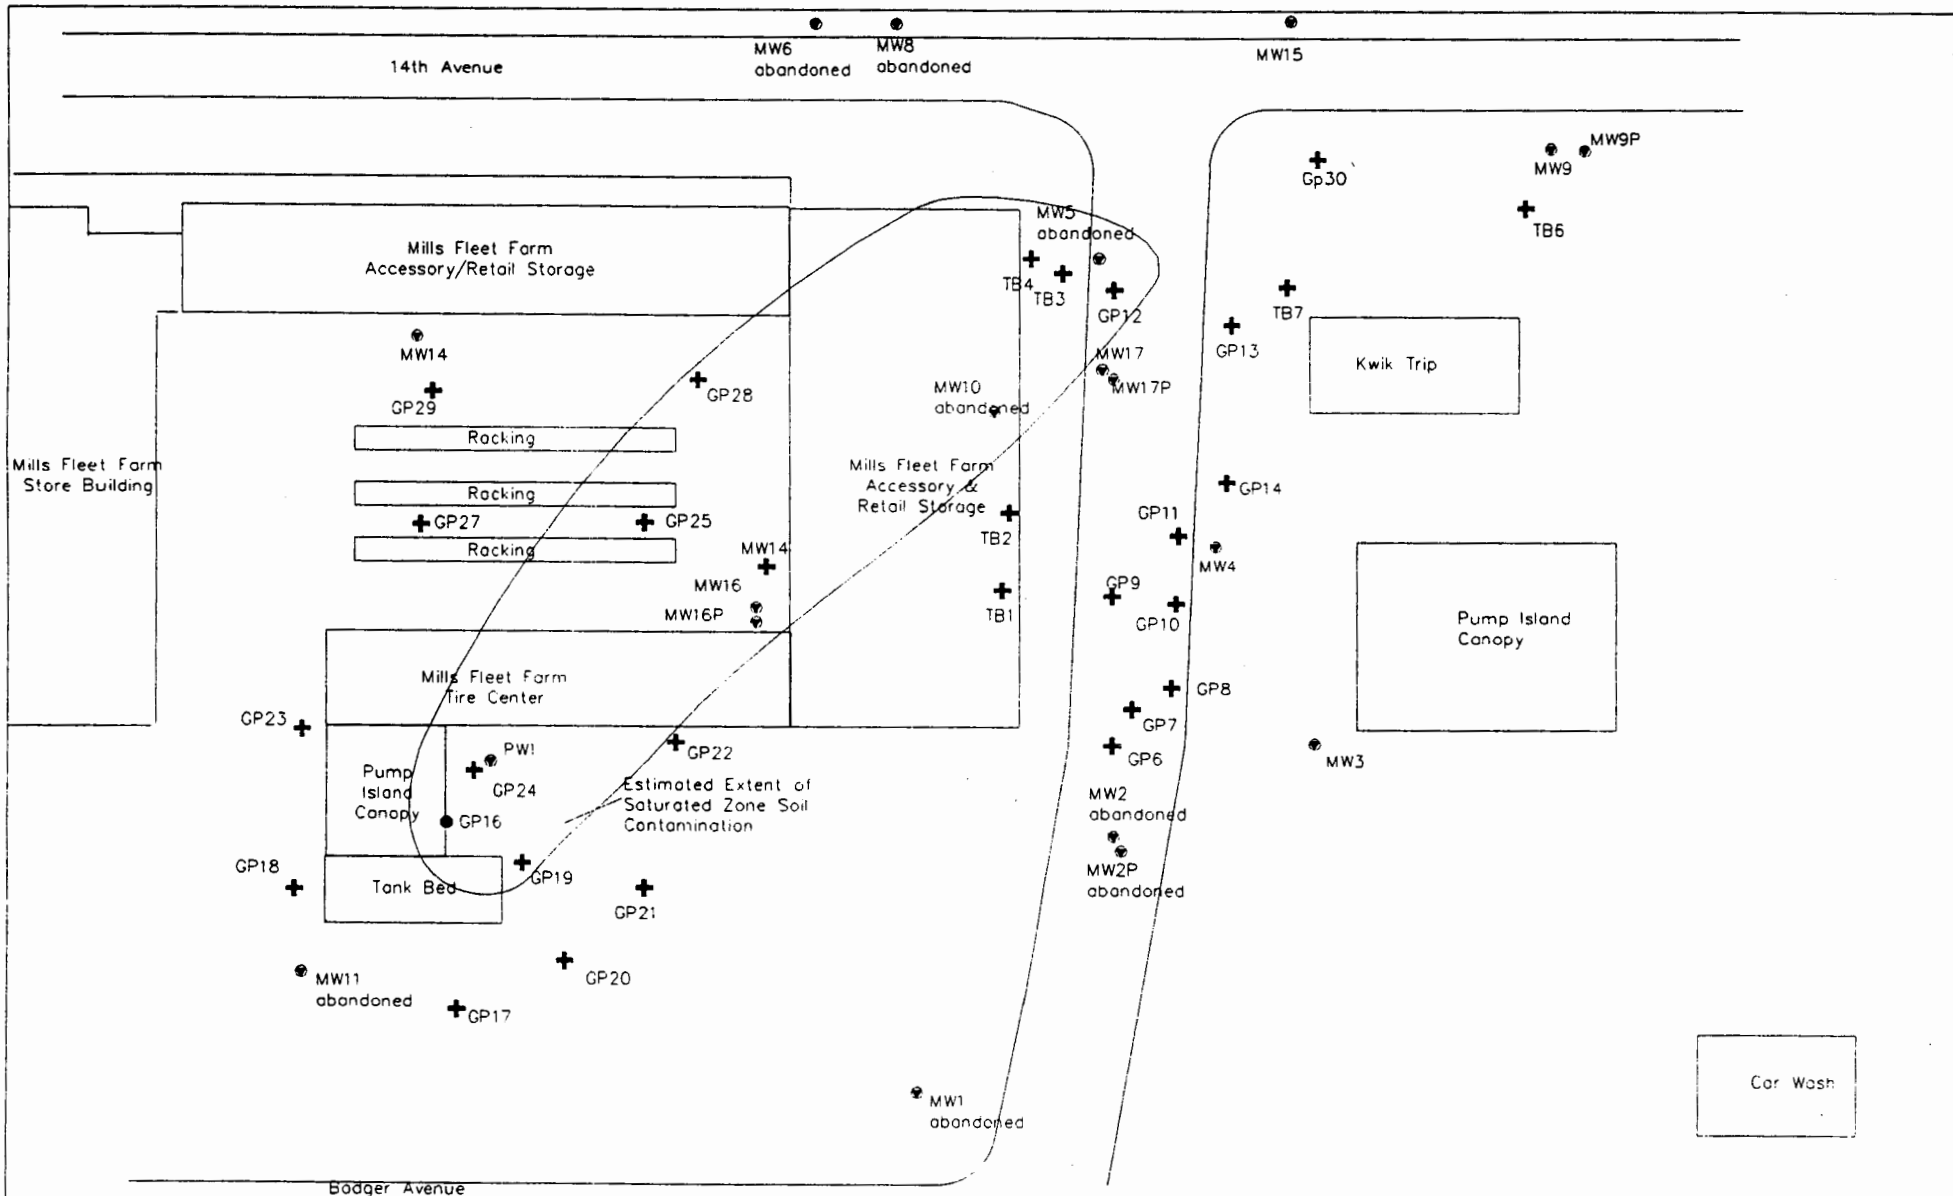 MW6
abandoned
MW8
abandoned
MW15
14th Avenue
MW9P
MW9
Gp30
TB6
MW5
abandoned
Mills Fleet Farm
Accessory/Retail Storage
TB4
TB3
GP12
TB7
GP13
MW14
MW17
MW17P
Kwik Trip
GP29
GP28
MW10
abandoned
Racking
Mills Fleet Farm
Store Building
Mills Fleet Farm
Accessory &
Retail Storage
Racking
GP14
GP27
GP25
TB2
GP11
Racking
MW14
MW4
MW16
GP9
MW16P
TB1
GP10
Pump Island
Canopy
Mills Fleet Farm
Tire Center
GP8
GP23
GP7
PW1
GP22
GP6
MW3
Pump
Island
Canopy
GP24
Estimated Extent of
Saturated Zone Soil
Contamination
MW2
abandoned
GP16
GP18
Tank Bed
GP19
MW2P
abandoned
GP21
MW11
abandoned
GP20
GP17
Car Wash
MW1
abandoned
Badger Avenue